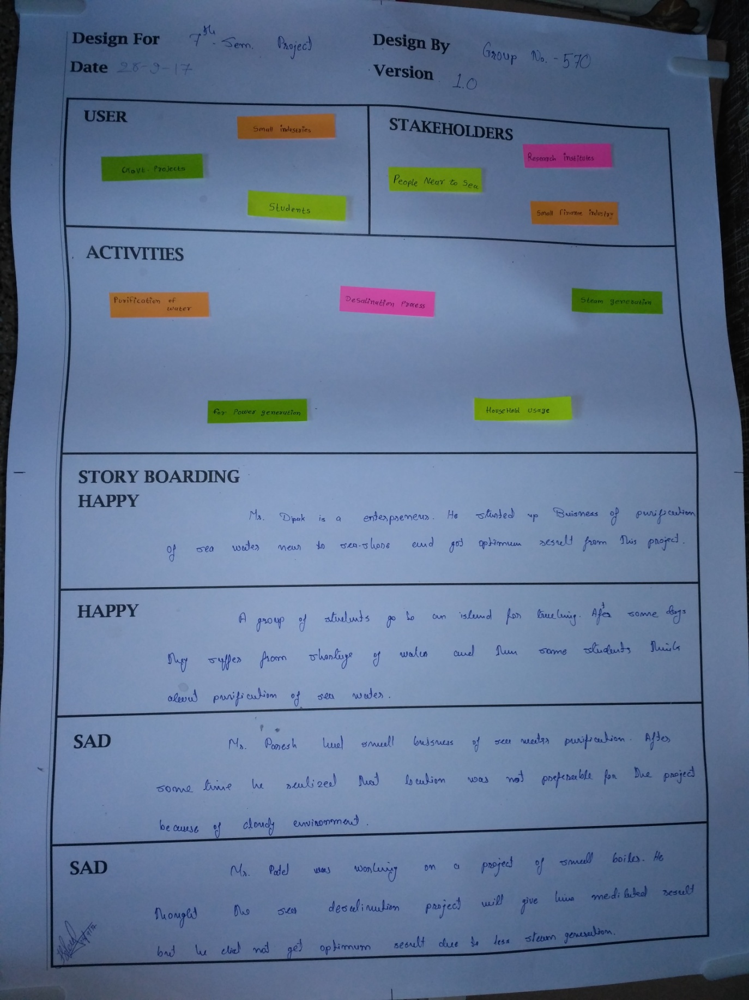 Design For 7th Sem. Project
Design By Group No. - 570
Date 28-9-17
Version 1.0
USER
Small industries
Govt. Projects
Students
STAKEHOLDERS
Research institutes
People Near to Sea
Small finance industry
ACTIVITIES
Purification of
water
Desalination Process
Steam generation
for Power generation
HouseHold usage
STORY BOARDING
HAPPY
Mr. Dipak is a enterpreneur. He started up Buisness of purification
of sea water near to sea-shore and got optimum result from this project.
HAPPY
A group of students go to an island for tracking. After some days
they suffer from shortage of water and then some students think
about purification of sea water.
SAD
Mr. Paresh had small buisness of sea water purification. After
some time he realized that location was not preferable for the project
because of cloudy environment.
SAD
Mr. Patel was working on a project of small boiler. He
thought the sea desalination project will give him result
but he did not get optimum result due to less steam generation.